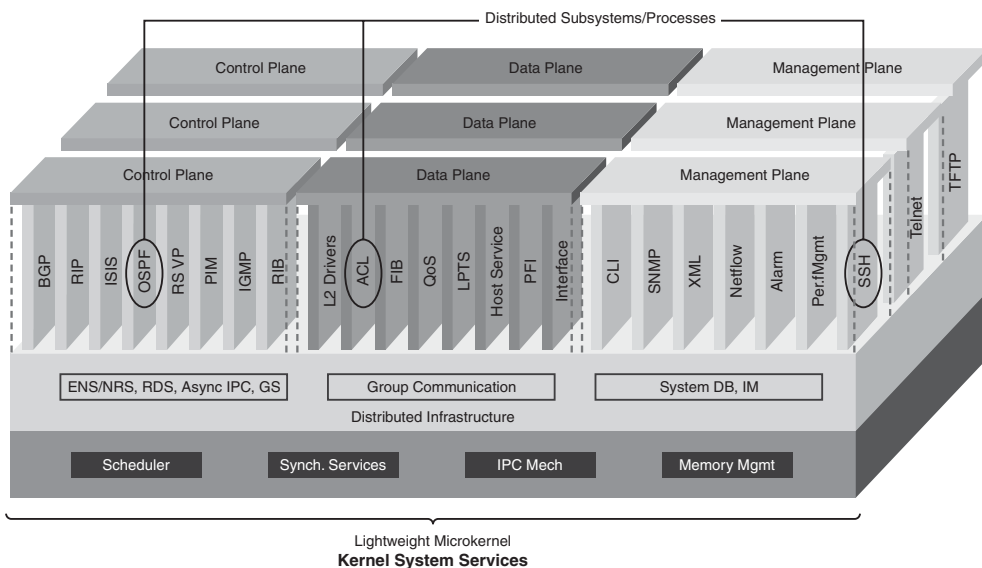 Distributed Subsystems/Processes
Control Plane
Data Plane
Management Plane
Control Plane
Data Plane
Management Plane
Control Plane
Data Plane
Management Plane
BGP
RIP
ISIS
OSPF
RS VP
PIM
IGMP
RIB
L2 Drivers
ACL
FIB
QoS
LPTS
Host Service
PFI
Interface
CLI
SNMP
XML
Netflow
Alarm
Per.fMgmt
SSH
Telnet
TFTP
ENS/NRS, RDS, Async IPC, GS
Group Communication
System DB, IM
Distributed Infrastructure
Scheduler
Synch. Services
IPC Mech
Memory Mgmt
Lightweight Microkernel
Kernel System Services